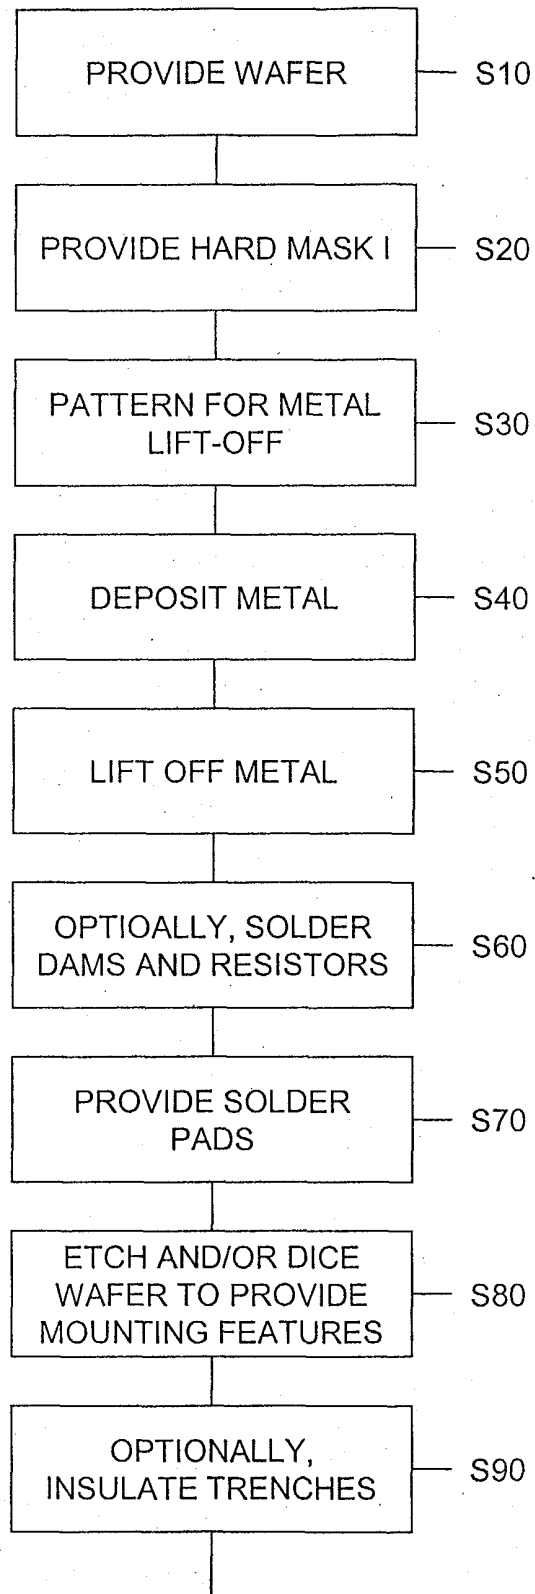 PROVIDE WAFER
S10
PROVIDE HARD MASK I
S20
PATTERN FOR METAL
LIFT-OFF
S30
DEPOSIT METAL
S40
LIFT OFF METAL
S50
OPTIOALLY, SOLDER
DAMS AND RESISTORS
S60
PROVIDE SOLDER
PADS
S70
ETCH AND/OR DICE
WAFER TO PROVIDE
MOUNTING FEATURES
S80
OPTIONALLY,
INSULATE TRENCHES
S90